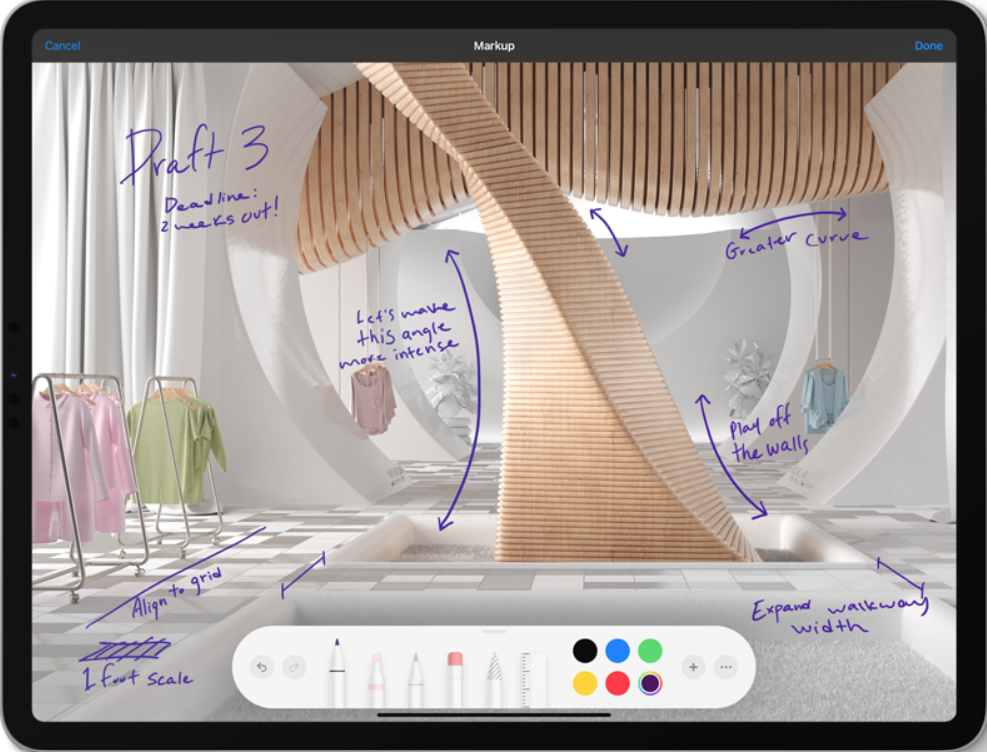 Cancel
Markup
Done
Draft 3
Deadline:
2 weeks out!
Greater Curve
Let's make
this angle
more intense
Play off
the walls
Align to grid
Expand walkway
width
1 foot scale